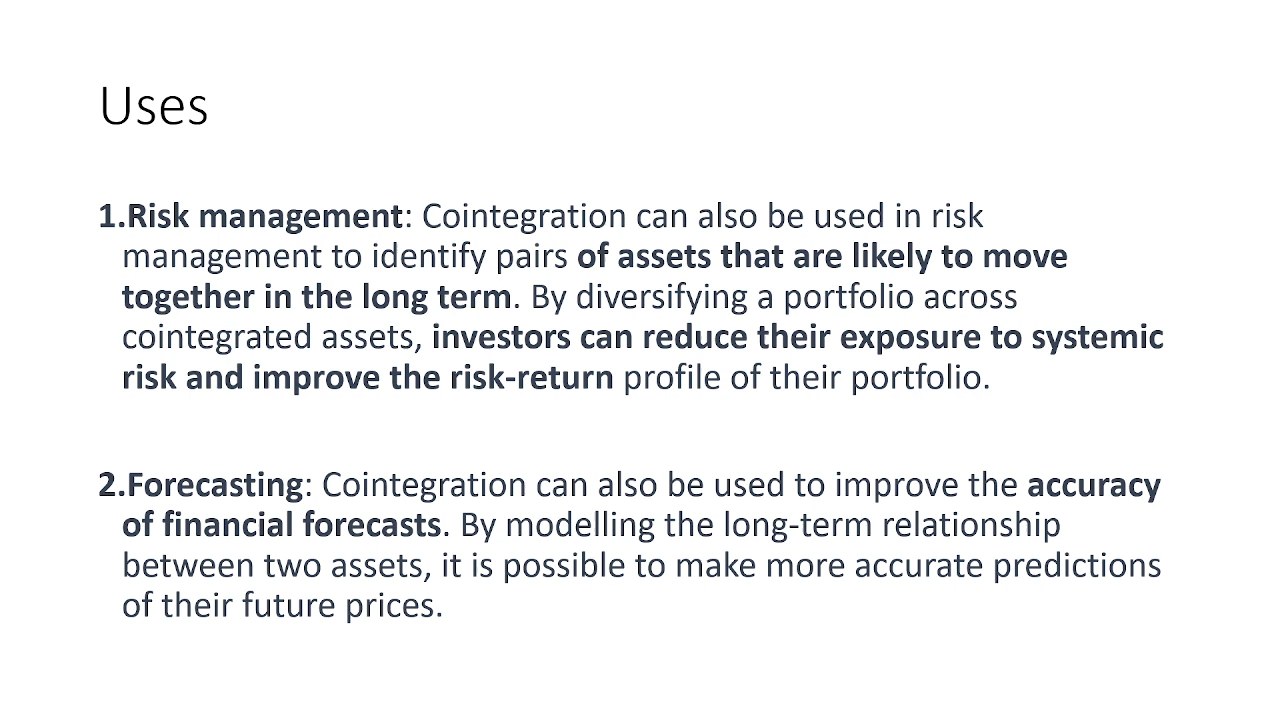 Uses
1.Risk management: Cointegration can also be used in risk
management to identify pairs of assets that are likely to move
together in the long term. By diversifying a portfolio across
cointegrated assets, investors can reduce their exposure to systemic
risk and improve the risk-return profile of their portfolio.
2.Forecasting: Cointegration can also be used to improve the accuracy
of financial forecasts. By modelling the long-term relationship
between two assets, it is possible to make more accurate predictions
of their future prices.